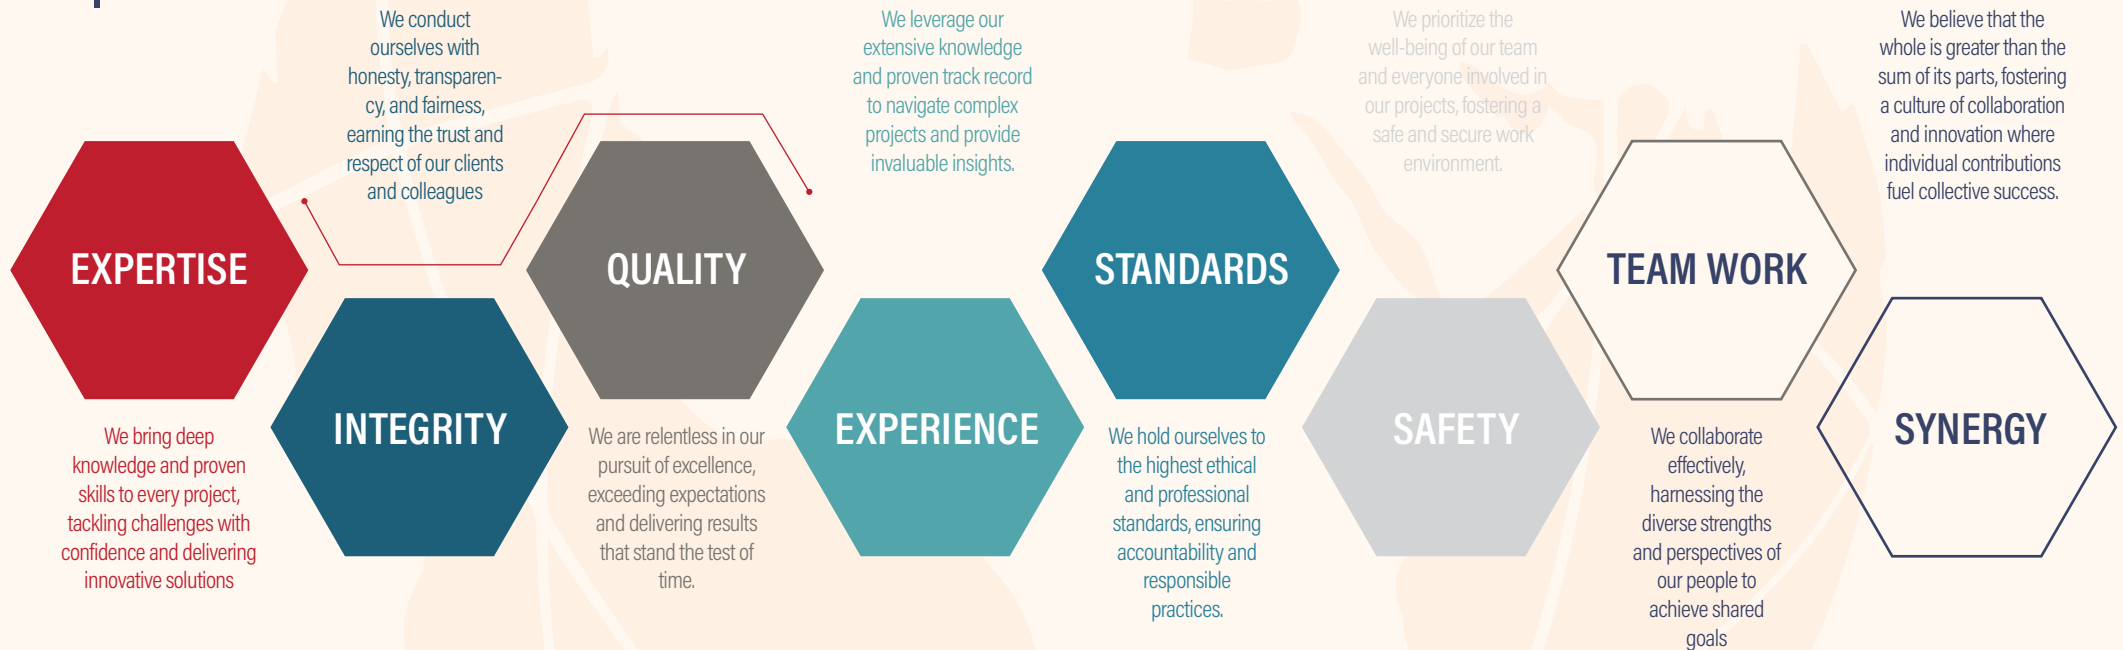 EXPERTISE
We bring deep
knowledge and proven
skills to every project,
tackling challenges with
confidence and delivering
innovative solutions
We conduct
ourselves with
honesty, transparen-
cy, and fairness,
earning the trust and
respect of our clients
and colleagues
INTEGRITY
QUALITY
We are relentless in our
pursuit of excellence,
exceeding expectations
and delivering results
that stand the test of
time.
We leverage our
extensive knowledge
and proven track record
to navigate complex
projects and provide
invaluable insights.
EXPERIENCE
STANDARDS
We hold ourselves to
the highest ethical
and professional
standards, ensuring
accountability and
responsible
practices.
We prioritize the
well-being of our team
and everyone involved in
our projects, fostering a
safe and secure work
environment.
SAFETY
TEAM WORK
We collaborate
effectively,
harnessing the
diverse strengths
and perspectives of
our people to
achieve shared
goals
We believe that the
whole is greater than the
sum of its parts, fostering
a culture of collaboration
and innovation where
individual contributions
fuel collective success.
SYNERGY